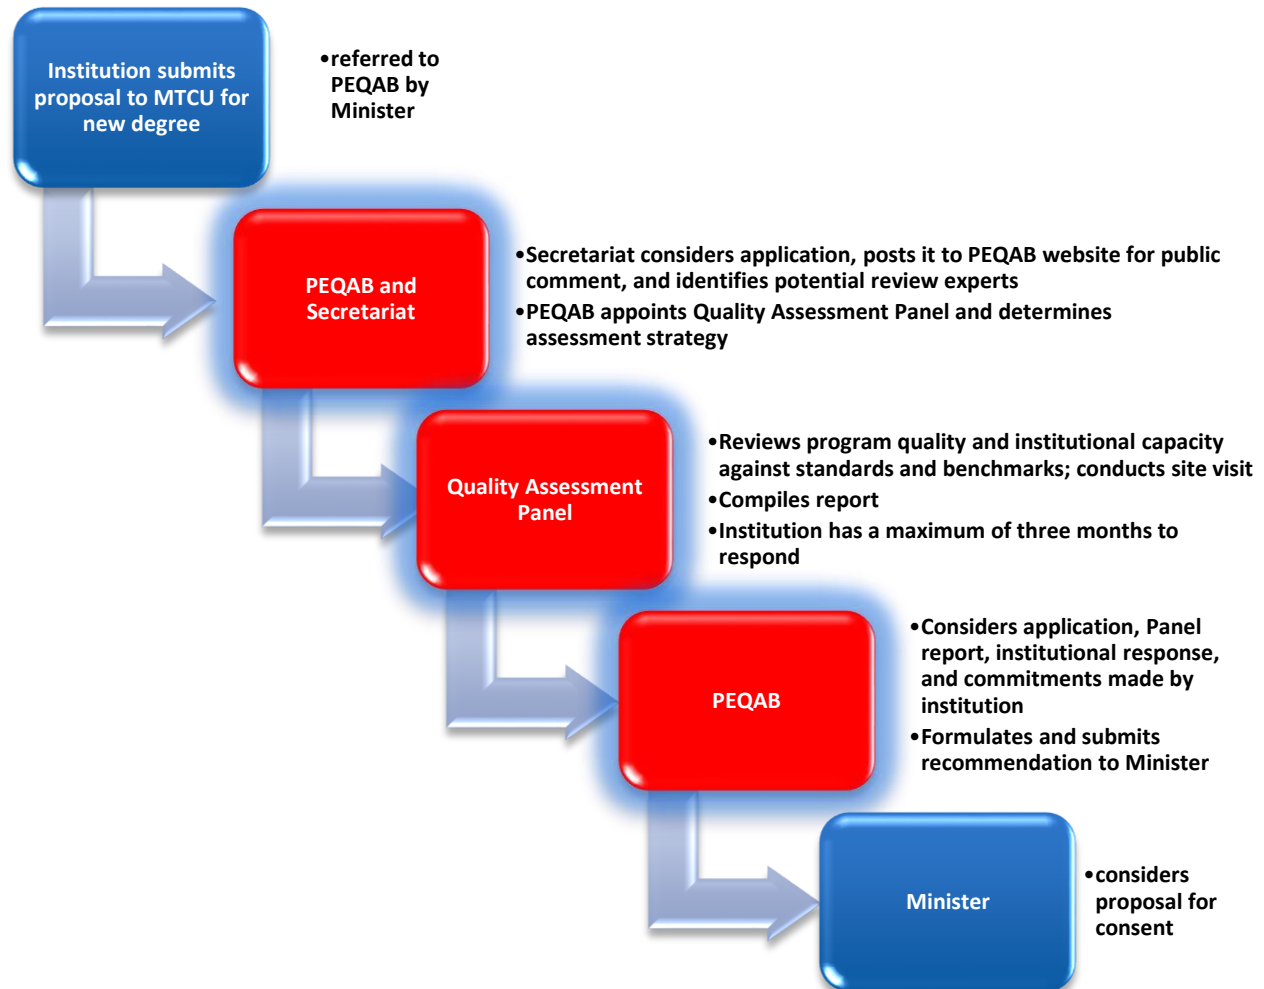 Institution submits
proposal to MTCU for
new degree
•referred to
PEQAB by
Minister
PEQAB and
Secretariat
•Secretariat considers application, posts it to PEQAB website for public
comment, and identifies potential review experts
•PEQAB appoints Quality Assessment Panel and determines
assessment strategy
Quality Assessment
Panel
•Reviews program quality and institutional capacity
against standards and benchmarks; conducts site visit
•Compiles report
•Institution has a maximum of three months to
respond
PEQAB
•Considers application, Panel
report, institutional response,
and commitments made by
institution
•Formulates and submits
recommendation to Minister
Minister
•considers
proposal for
consent